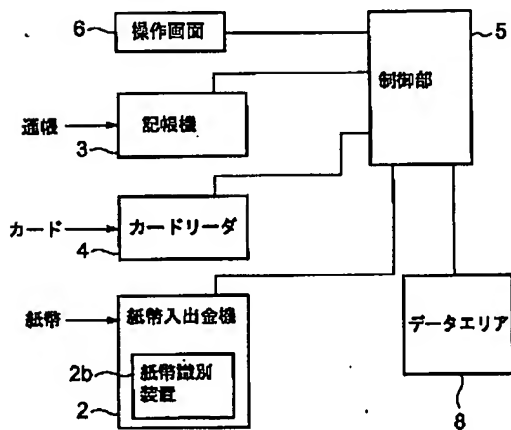 6
操作画面
5
制御部
通帳
記帳機
3
カード
カードリーダ
4
紙幣
紙幣入出金機
2b
紙幣識別
装置
2
データエリア
8